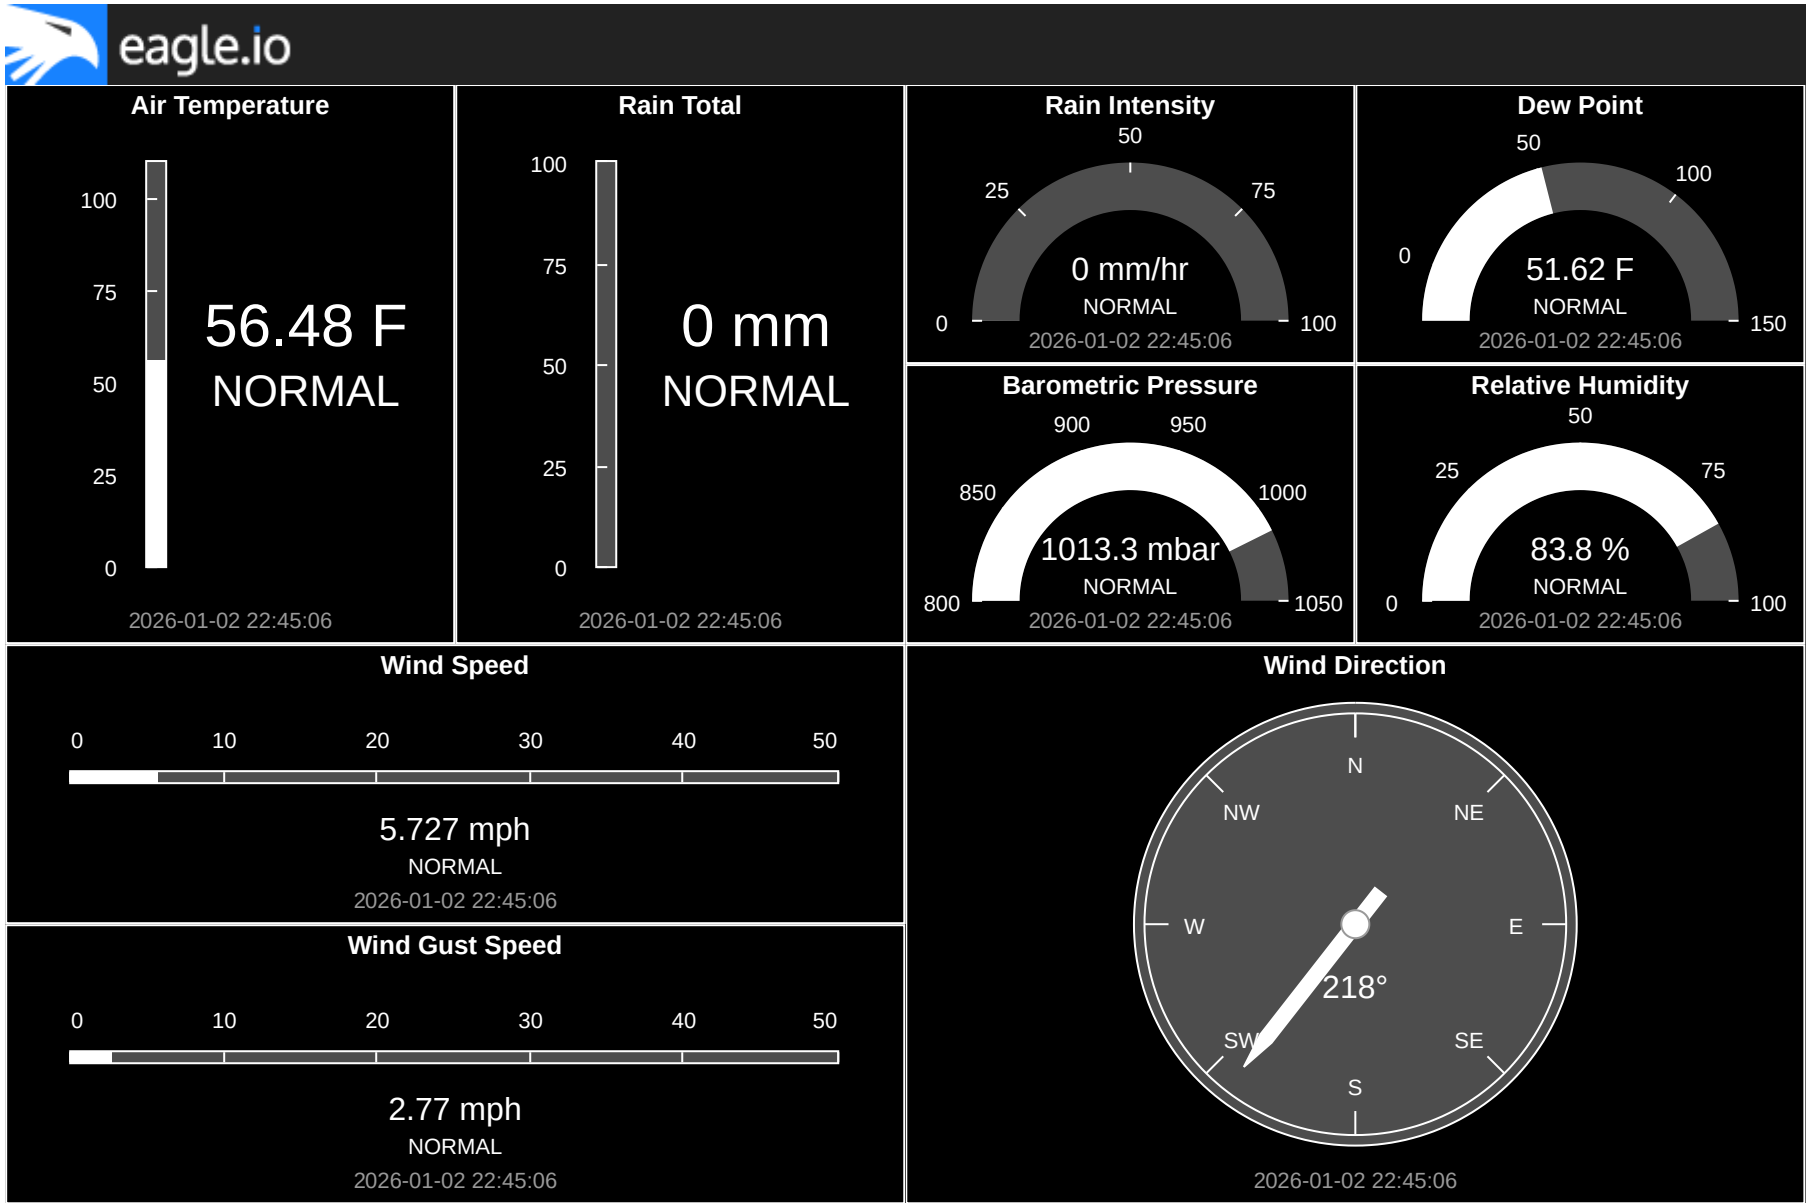 eagle.io
Air Temperature
100
75
50
25
0
56.48 F
NORMAL
2026-01-02 22:45:06
Rain Total
100
75
50
25
0
0 mm
NORMAL
2026-01-02 22:45:06
Rain Intensity
50
25
75
0
100
0 mm/hr
NORMAL
2026-01-02 22:45:06
Dew Point
50
100
0
150
51.62 F
NORMAL
2026-01-02 22:45:06
Barometric Pressure
900
950
850
1000
800
1050
1013.3 mbar
NORMAL
2026-01-02 22:45:06
Relative Humidity
50
25
75
0
100
83.8 %
NORMAL
2026-01-02 22:45:06
Wind Speed
0 10 20 30 40 50
5.727 mph
NORMAL
2026-01-02 22:45:06
Wind Gust Speed
0 10 20 30 40 50
2.77 mph
NORMAL
2026-01-02 22:45:06
Wind Direction
N
NW
NE
W
E
218°
SW
SE
S
2026-01-02 22:45:06